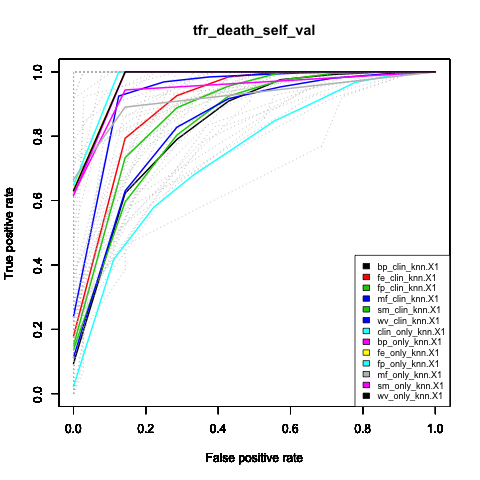 tfr_death_self_val
True positive rate
1.0
0.8
0.6
0.4
0.2
0.0
bp_clin_knn.X1
fe_clin_knn.X1
fp_clin_knn.X1
mf_clin_knn.X1
sm_clin_knn.X1
wv_clin_knn.X1
clin_only_knn.X1
bp_only_knn.X1
fe_only_knn.X1
fp_only_knn.X1
mf_only_knn.X1
sm_only_knn.X1
wv_only_knn.X1
0.0 0.2 0.4 0.6 0.8 1.0
False positive rate